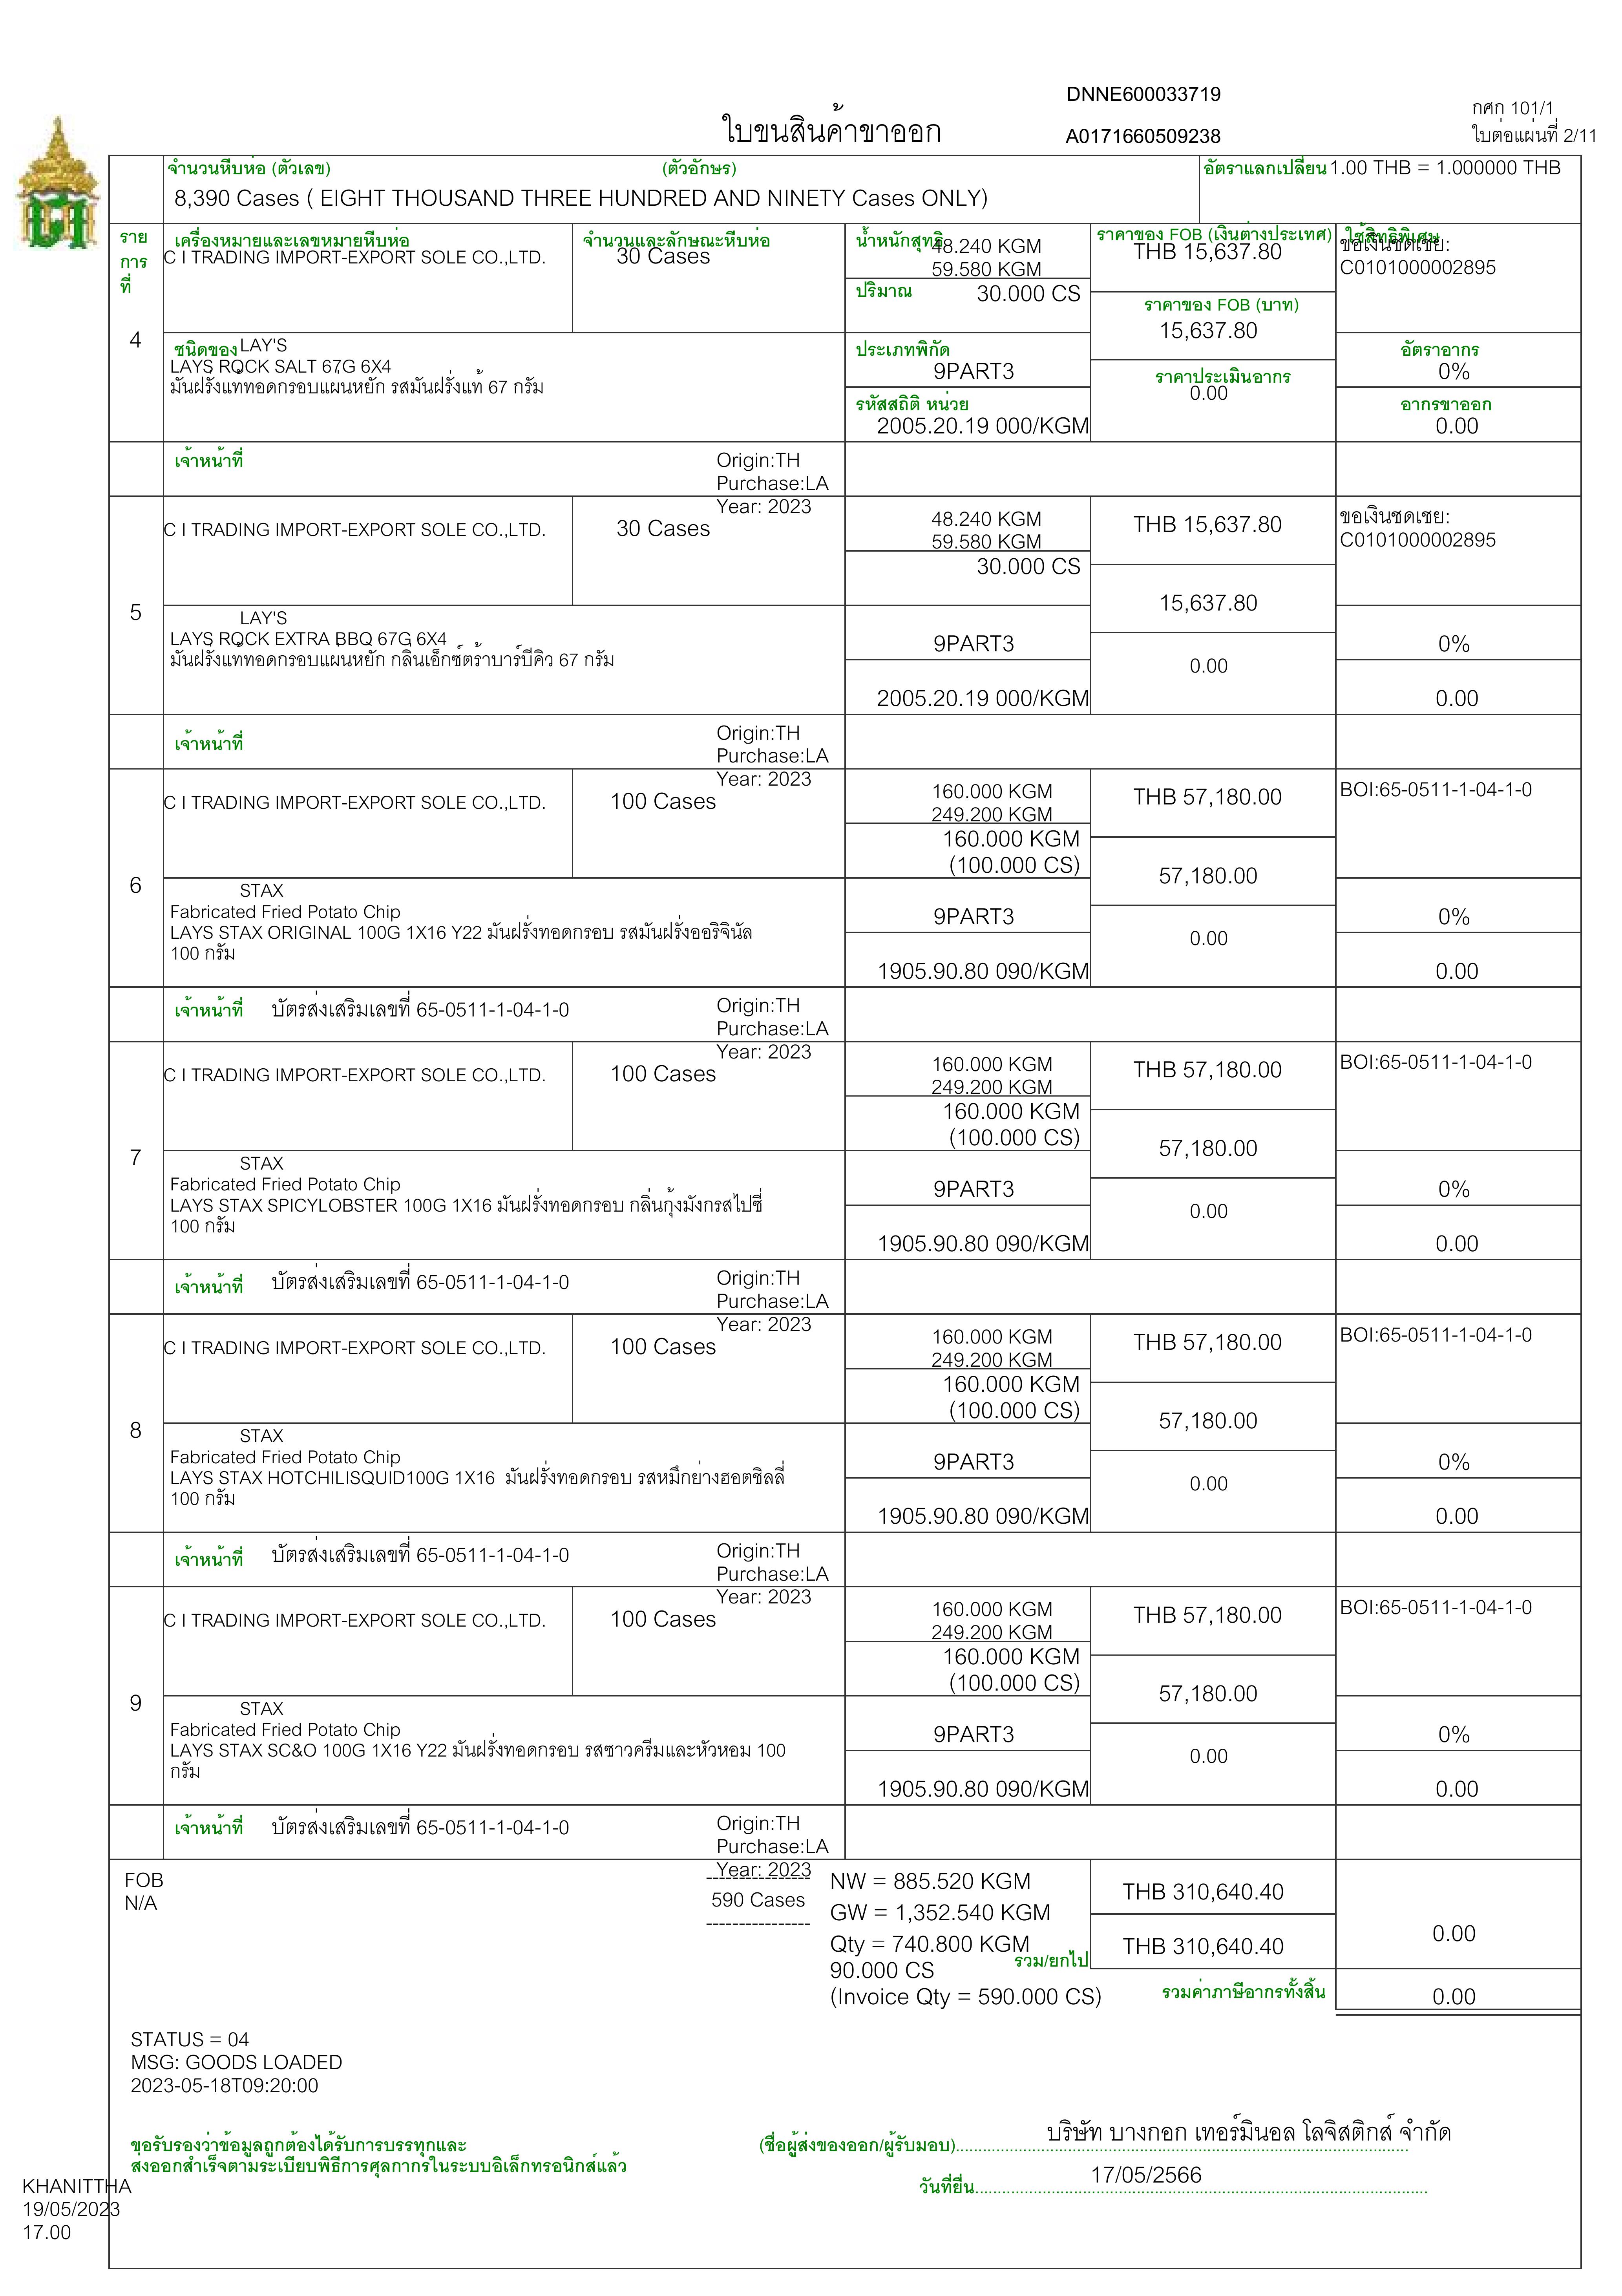 DNNE600033719
ใบขนสินค้าขาออก
กศก 101/1
A0171660509238
ใบต่อแผ่นที่ 2/11
จำนวนหีบห่อ (ตัวเลข) (ตัวอักษร) อัตราแลกเปลี่ยน 1.00 THB = 1.000000 THB
8,390 Cases ( EIGHT THOUSAND THREE HUNDRED AND NINETY Cases ONLY)
ราย
การ
ที่
เครื่องหมายและเลขหมายหีบห่อ จำนวนและลักษณะหีบห่อ น้ำหนักสุทธิ ราคาของ FOB (เงินต่างประเทศ) ใช้สิทธิพิเศษ
C I TRADING IMPORT-EXPORT SOLE CO.,LTD. 30 Cases 48.240 KGM THB 15,637.80 ขอเงินชดเชย:
59.580 KGM C0101000002895
ปริมาณ 30.000 CS ราคาของ FOB (บาท)
15,637.80
4 ชนิดของ LAY'S ประเภทพิกัด อัตราอากร
LAYS ROCK SALT 67G 6X4 9PART3 ราคาประเมินอากร 0%
มันฝรั่งแท้ทอดกรอบแผ่นหยัก รสมันฝรั่งแท้ 67 กรัม 0.00
รหัสสถิติ หน่วย อากรขาออก
2005.20.19 000/KGM 0.00
เจ้าหน้าที่ Origin:TH
Purchase:LA
Year: 2023
C I TRADING IMPORT-EXPORT SOLE CO.,LTD. 30 Cases 48.240 KGM THB 15,637.80 ขอเงินชดเชย:
59.580 KGM C0101000002895
30.000 CS
15,637.80
5 LAY'S
LAYS ROCK EXTRA BBQ 67G 6X4 9PART3 0%
มันฝรั่งแท้ทอดกรอบแผ่นหยัก กลิ่นเอ็กซ์ตร้าบาร์บีคิว 67 กรัม 0.00
2005.20.19 000/KGM 0.00
เจ้าหน้าที่ Origin:TH
Purchase:LA
Year: 2023
C I TRADING IMPORT-EXPORT SOLE CO.,LTD. 100 Cases 160.000 KGM THB 57,180.00 BOI:65-0511-1-04-1-0
249.200 KGM
160.000 KGM
(100.000 CS) 57,180.00
6 STAX
Fabricated Fried Potato Chip 9PART3 0%
LAYS STAX ORIGINAL 100G 1X16 Y22 มันฝรั่งทอดกรอบ รสมันฝรั่งออริจินัล 0.00
100 กรัม
1905.90.80 090/KGM 0.00
เจ้าหน้าที่ บัตรส่งเสริมเลขที่ 65-0511-1-04-1-0 Origin:TH
Purchase:LA
Year: 2023
C I TRADING IMPORT-EXPORT SOLE CO.,LTD. 100 Cases 160.000 KGM THB 57,180.00 BOI:65-0511-1-04-1-0
249.200 KGM
160.000 KGM
(100.000 CS) 57,180.00
7 STAX
Fabricated Fried Potato Chip 9PART3 0%
LAYS STAX SPICYLOBSTER 100G 1X16 มันฝรั่งทอดกรอบ กลิ่นกุ้งมังกรสไปซี่ 0.00
100 กรัม
1905.90.80 090/KGM 0.00
เจ้าหน้าที่ บัตรส่งเสริมเลขที่ 65-0511-1-04-1-0 Origin:TH
Purchase:LA
Year: 2023
C I TRADING IMPORT-EXPORT SOLE CO.,LTD. 100 Cases 160.000 KGM THB 57,180.00 BOI:65-0511-1-04-1-0
249.200 KGM
160.000 KGM
(100.000 CS) 57,180.00
8 STAX
Fabricated Fried Potato Chip 9PART3 0%
LAYS STAX HOTCHILISQUID100G 1X16 มันฝรั่งทอดกรอบ รสหมึกย่างฮอตชิลลี่ 0.00
100 กรัม
1905.90.80 090/KGM 0.00
เจ้าหน้าที่ บัตรส่งเสริมเลขที่ 65-0511-1-04-1-0 Origin:TH
Purchase:LA
Year: 2023
C I TRADING IMPORT-EXPORT SOLE CO.,LTD. 100 Cases 160.000 KGM THB 57,180.00 BOI:65-0511-1-04-1-0
249.200 KGM
160.000 KGM
(100.000 CS) 57,180.00
9 STAX
Fabricated Fried Potato Chip 9PART3 0%
LAYS STAX SC&O 100G 1X16 Y22 มันฝรั่งทอดกรอบ รสซาวครีมและหัวหอม 100 0.00
กรัม
1905.90.80 090/KGM 0.00
เจ้าหน้าที่ บัตรส่งเสริมเลขที่ 65-0511-1-04-1-0 Origin:TH
Purchase:LA
Year: 2023
FOB NW = 885.520 KGM THB 310,640.40
N/A 590 Cases GW = 1,352.540 KGM
Qty = 740.800 KGM THB 310,640.40 0.00
90.000 CS รวม/ยกไป
(Invoice Qty = 590.000 CS) รวมค่าภาษีอากรทั้งสิ้น 0.00
STATUS = 04
MSG: GOODS LOADED
2023-05-18T09:20:00
ขอรับรองว่าข้อมูลถูกต้องได้รับการบรรทุกและ (ชื่อผู้ส่งของออก/ผู้รับมอบ) บริษัท บางกอก เทอร์มินอล โลจิสติกส์ จำกัด
ส่งออกสำเร็จตามระเบียบพิธีการศุลกากรในระบบอิเล็กทรอนิกส์แล้ว
วันที่ยื่น 17/05/2566
KHANITTHA
19/05/2023
17.00